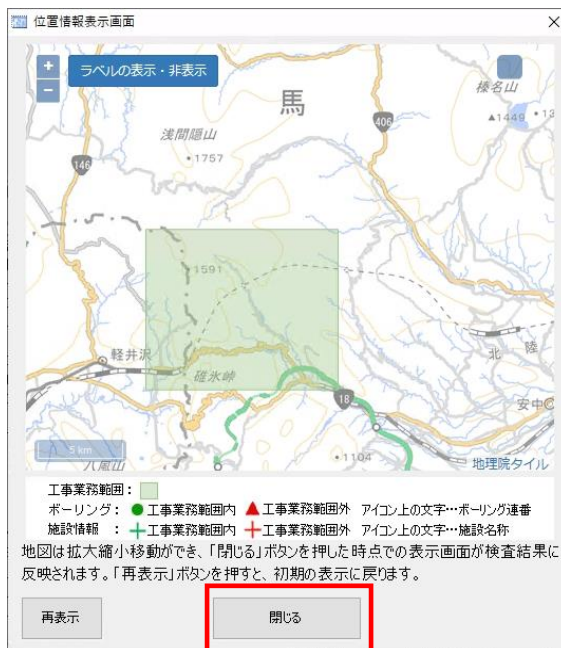 位置情報表示画面
×
+
ラベルの表示・非表示
-
馬
榛名山
▲1449
406
浅間隠山
•1757
146
1591
軽井沢
碓氷峠
北 陸
18
安中
5 km
八風山
•1104
地理院タイル
工事業務範囲:
ボーリング: ●工事業務範囲内 ▲工事業務範囲外 アイコン上の文字…ボーリング連番
施設情報 : +工事業務範囲内 +工事業務範囲外 アイコン上の文字…施設名称
地図は拡大縮小移動ができ、「閉じる」ボタンを押した時点での表示画面が検査結果に
反映されます。「再表示」ボタンを押すと、初期の表示に戻ります。
再表示
閉じる